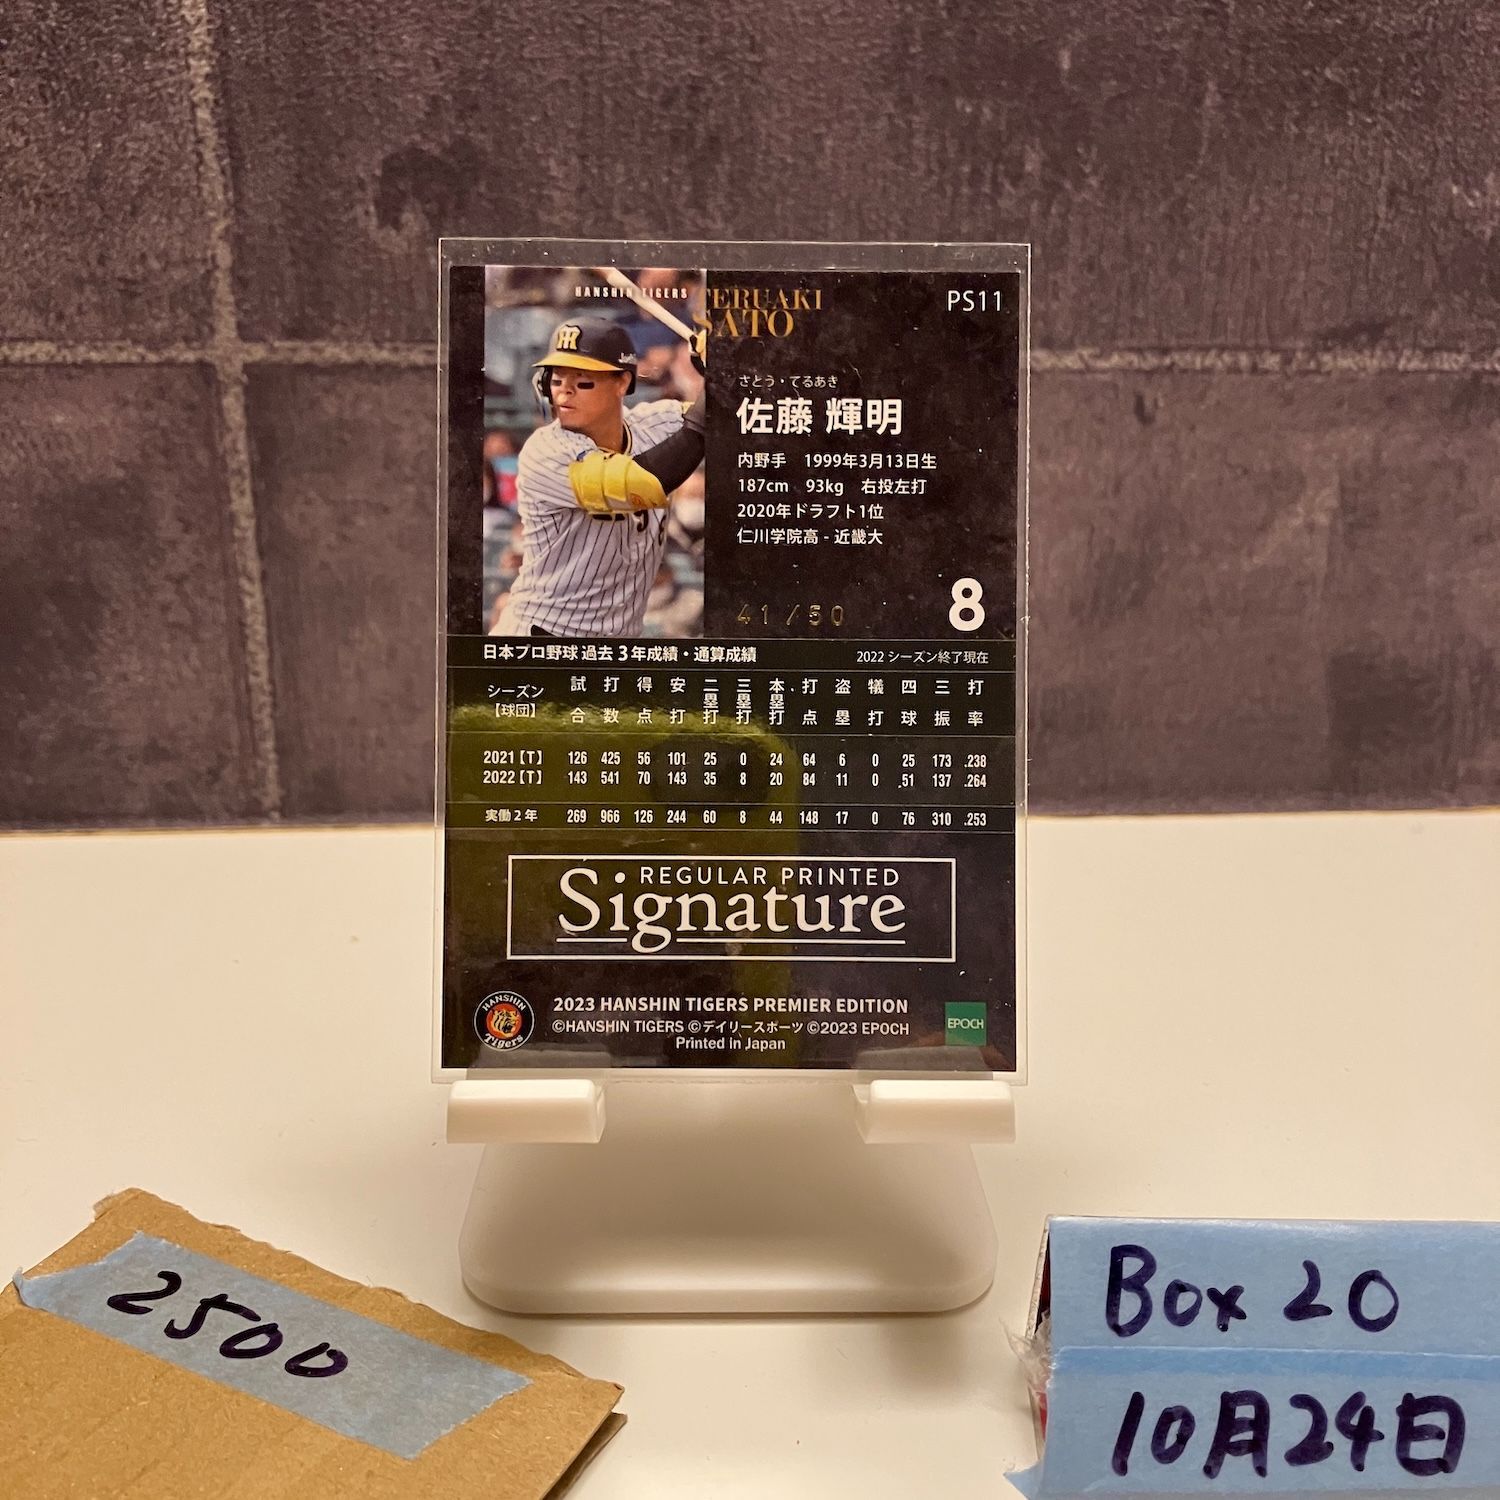 HANSHIN TIGERS
TERUAKI
SATO
PS11
さとう・てるあき
佐藤 輝明
内野手 1999年3月13日生
187cm 93kg 右投左打
2020年ドラフト1位
仁川学院高 - 近畿大
41/50
8
日本プロ野球 過去3年成績・通算成績 2022 シーズン終了現在
シーズン【球団】 試合 打数 得点 安打 二塁打 三塁打 本塁打 打点 盗塁 犠打 四球 三振 打率
2021【T】 126 425 56 101 25 0 24 64 6 0 25 173 .238
2022【T】 143 541 70 143 35 8 20 84 11 0 51 137 .264
実働2年 269 966 126 244 60 8 44 148 17 0 76 310 .253
REGULAR PRINTED
Signature
HANSHIN
Tigers
2023 HANSHIN TIGERS PREMIER EDITION
©HANSHIN TIGERS ©デイリースポーツ ©2023 EPOCH
Printed in Japan
EPOCH
2500
Box 20
10月24日